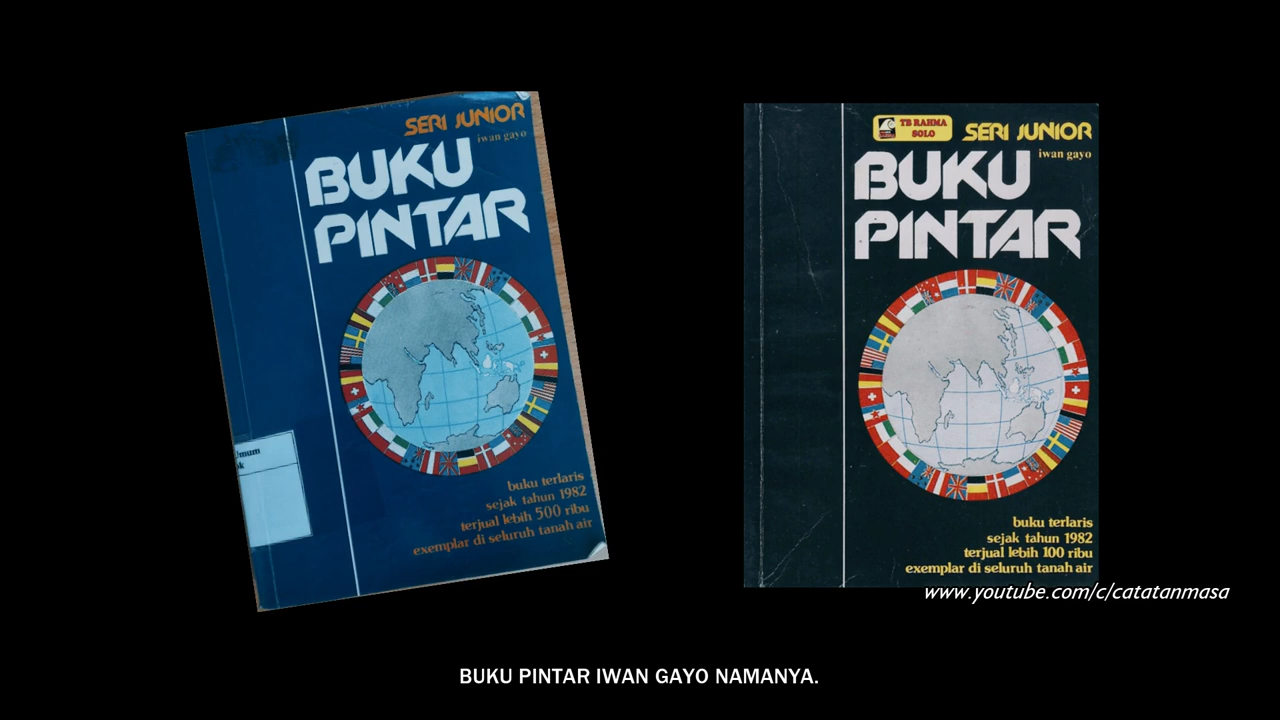 SERI JUNIOR
iwan gayo
BUKU
PINTAR
buku terlaris
sejak tahun 1982
terjual lebih 500 ribu
exemplar di seluruh tanah air
TB RAHMA
SOLO
SERI JUNIOR
iwan gayo
BUKU
PINTAR
buku terlaris
sejak tahun 1982
terjual lebih 100 ribu
exemplar di seluruh tanah air
www.youtube.com/c/catatanmasa
BUKU PINTAR IWAN GAYO NAMANYA.